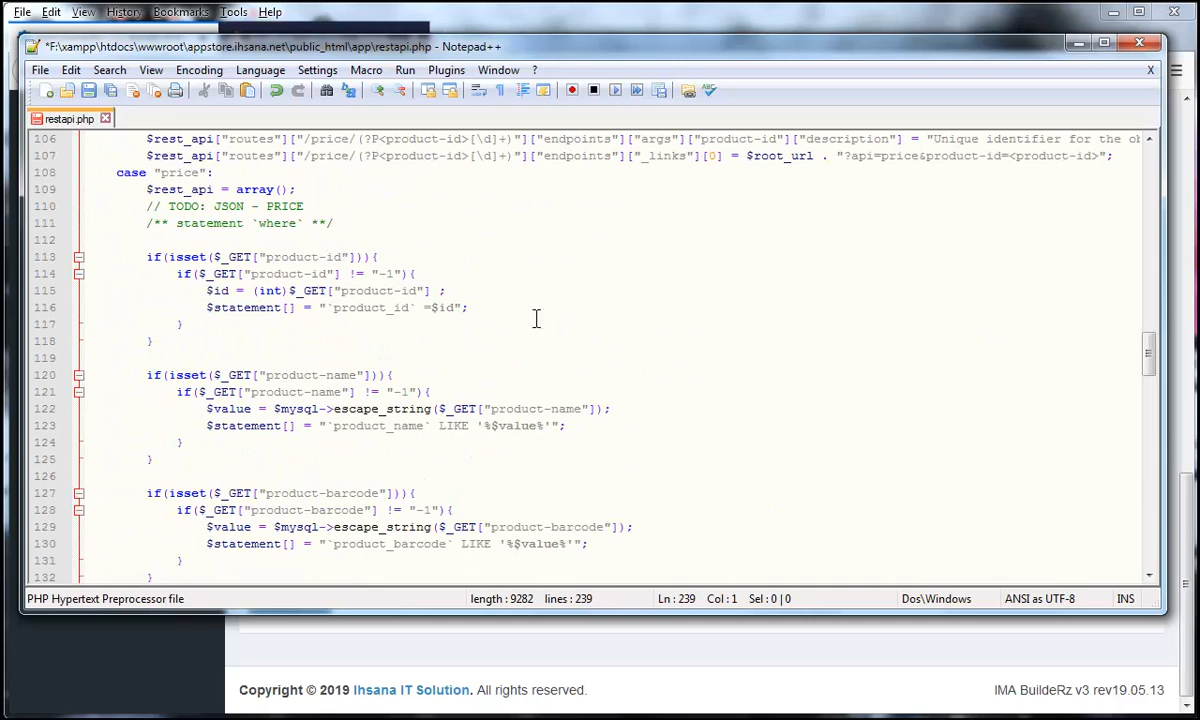 File Edit View History Bookmarks Tools Help
*F:\xampp\htdocs\wwwroot\appstore.ihsana.net\public_html\app\restapi.php - Notepad++
File Edit Search View Encoding Language Settings Macro Run Plugins Window ? X
restapi.php
106 $rest_api["routes"]["/price/(?P<product-id>[\d]+)"]["endpoints"]["args"]["product-id"]["description"] = "Unique identifier for the ob
107 $rest_api["routes"]["/price/(?P<product-id>[\d]+)"]["endpoints"]["_links"][0] = $root_url . "?api=price&product-id=<product-id>";
108 case "price":
109 $rest_api = array();
110 // TODO: JSON - PRICE
111 /** statement `where` **/
112
113 if(isset($_GET["product-id"])){
114 if($_GET["product-id"] != "-1"){
115 $id = (int)$_GET["product-id"] ;
116 $statement[] = "`product_id` =$id";
117 }
118 }
119
120 if(isset($_GET["product-name"])){
121 if($_GET["product-name"] != "-1"){
122 $value = $mysql->escape_string($_GET["product-name"]);
123 $statement[] = "`product_name` LIKE '%$value%'";
124 }
125 }
126
127 if(isset($_GET["product-barcode"])){
128 if($_GET["product-barcode"] != "-1"){
129 $value = $mysql->escape_string($_GET["product-barcode"]);
130 $statement[] = "`product_barcode` LIKE '%$value%'";
131 }
132 }
PHP Hypertext Preprocessor file length : 9282 lines : 239 Ln : 239 Col : 1 Sel : 0 | 0 Dos\Windows ANSI as UTF-8 INS
Copyright © 2019 Ihsana IT Solution. All rights reserved. IMA BuildeRz v3 rev19.05.13